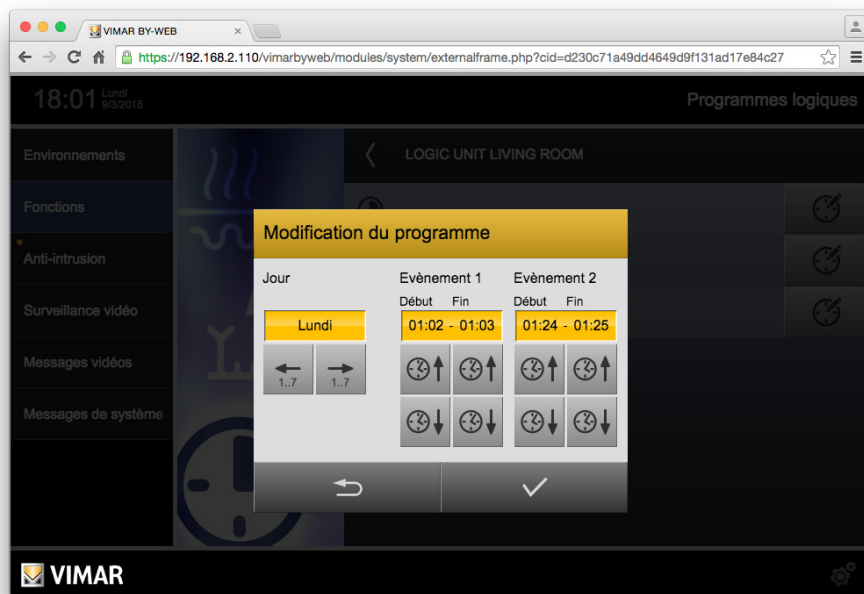 VIMAR BY-WEB
https://192.168.2.110/vimarbyweb/modules/system/externalframe.php?cid=d230c71a49dd4649d9f131ad17e84c27
18:01 Lundi
9/3/2015
Programmes logiques
Environnements
Fonctions
Anti-intrusion
Surveillance vidéo
Messages vidéos
Messages de système
LOGIC UNIT LIVING ROOM
Modification du programme
Jour
Evènement 1
Evènement 2
Début Fin
Début Fin
Lundi
01:02 - 01:03
01:24 - 01:25
1..7
1..7
VIMAR